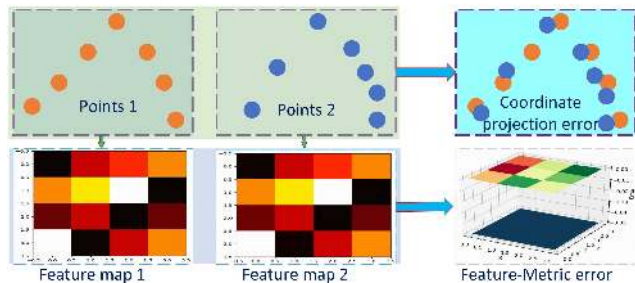 Points 1
Points 2
Coordinate
projection error
Feature map 1
Feature map 2
Feature-Metric error